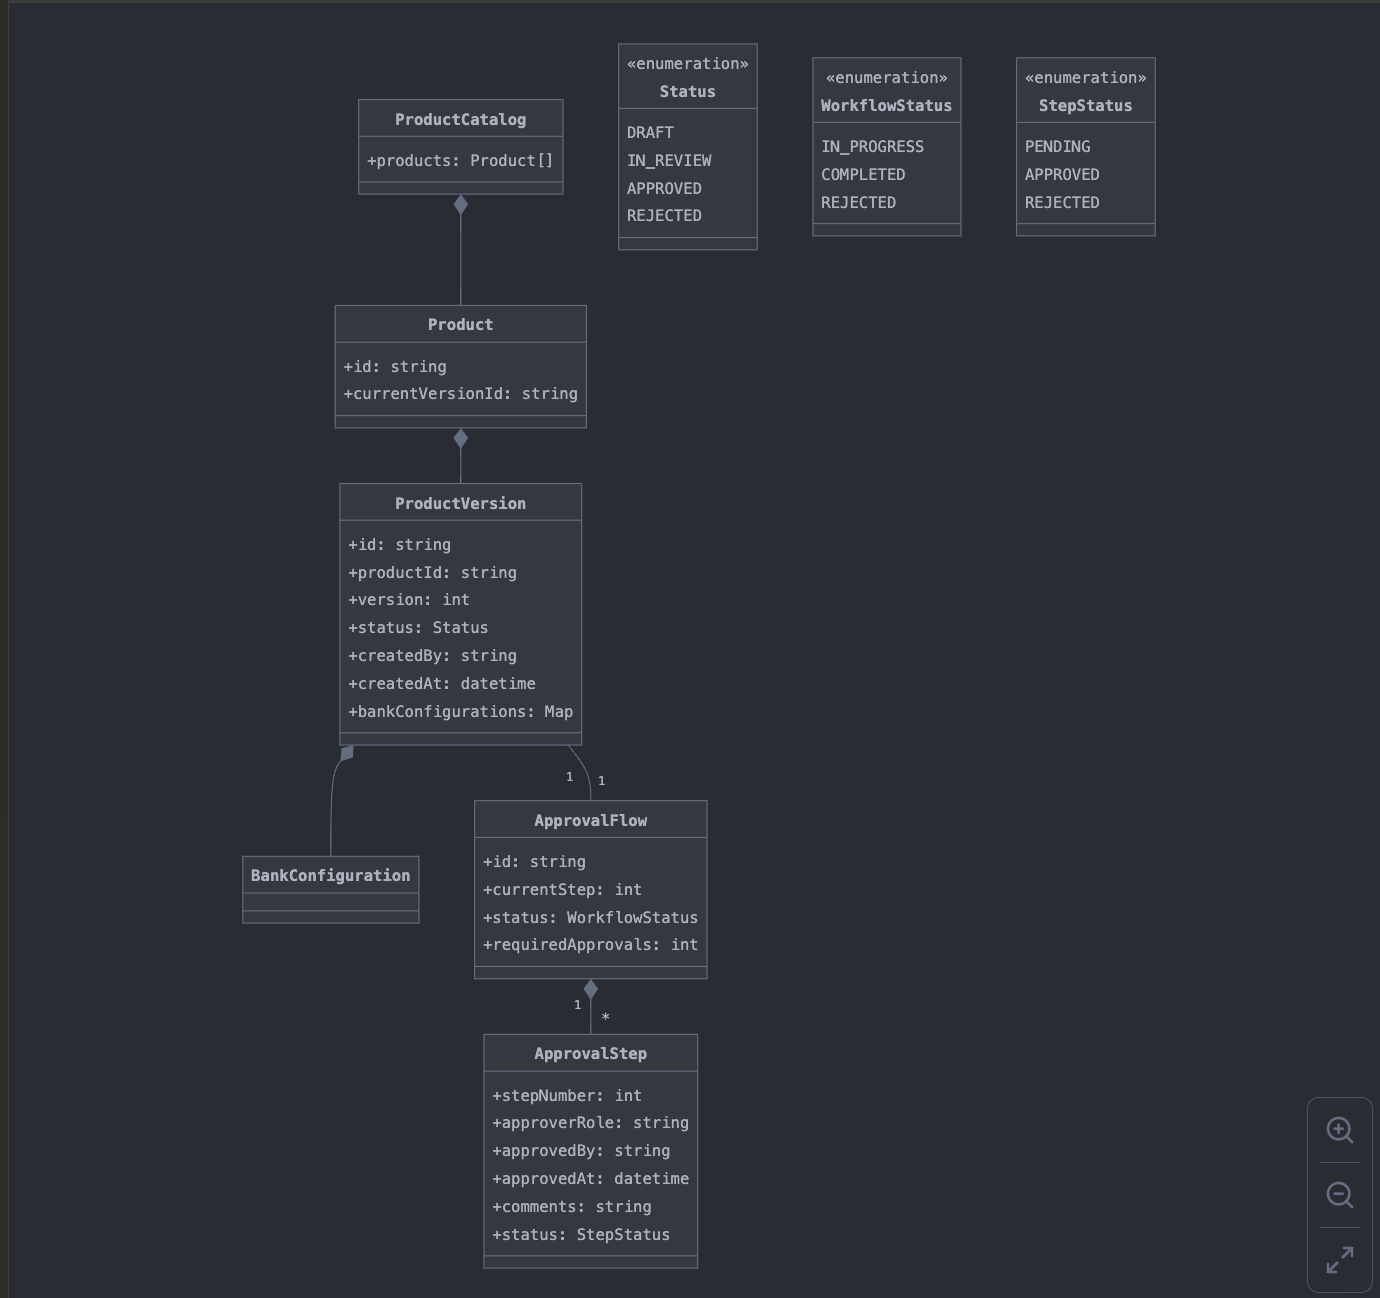 ProductCatalog
+products: Product[]
«enumeration»
Status
DRAFT
IN_REVIEW
APPROVED
REJECTED
«enumeration»
WorkflowStatus
IN_PROGRESS
COMPLETED
REJECTED
«enumeration»
StepStatus
PENDING
APPROVED
REJECTED
Product
+id: string
+currentVersionId: string
ProductVersion
+id: string
+productId: string
+version: int
+status: Status
+createdBy: string
+createdAt: datetime
+bankConfigurations: Map
1
1
BankConfiguration
ApprovalFlow
+id: string
+currentStep: int
+status: WorkflowStatus
+requiredApprovals: int
1
*
ApprovalStep
+stepNumber: int
+approverRole: string
+approvedBy: string
+approvedAt: datetime
+comments: string
+status: StepStatus